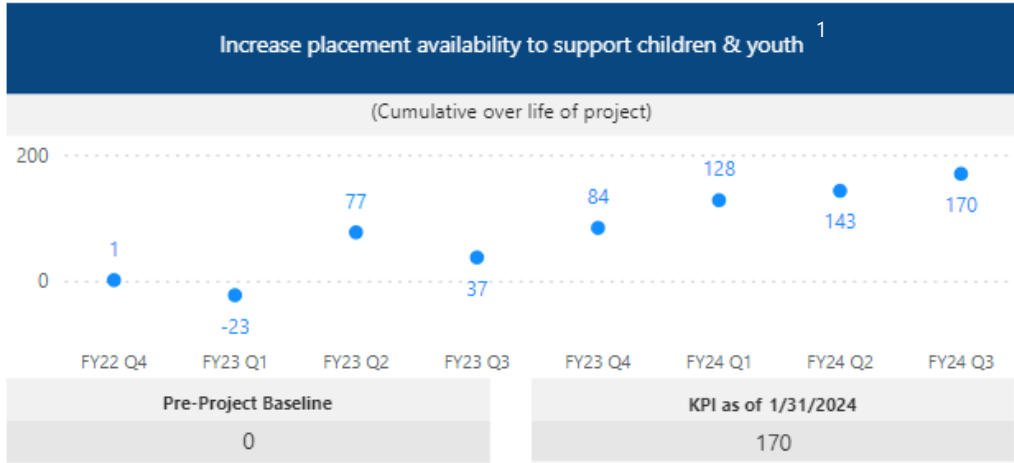 Increase placement availability to support children & youth 1
(Cumulative over life of project)
200
128
170
143
84
77
37
1
0
-23
FY22 Q4 FY23 Q1 FY23 Q2 FY23 Q3 FY23 Q4 FY24 Q1 FY24 Q2 FY24 Q3
Pre-Project Baseline KPI as of 1/31/2024
0 170